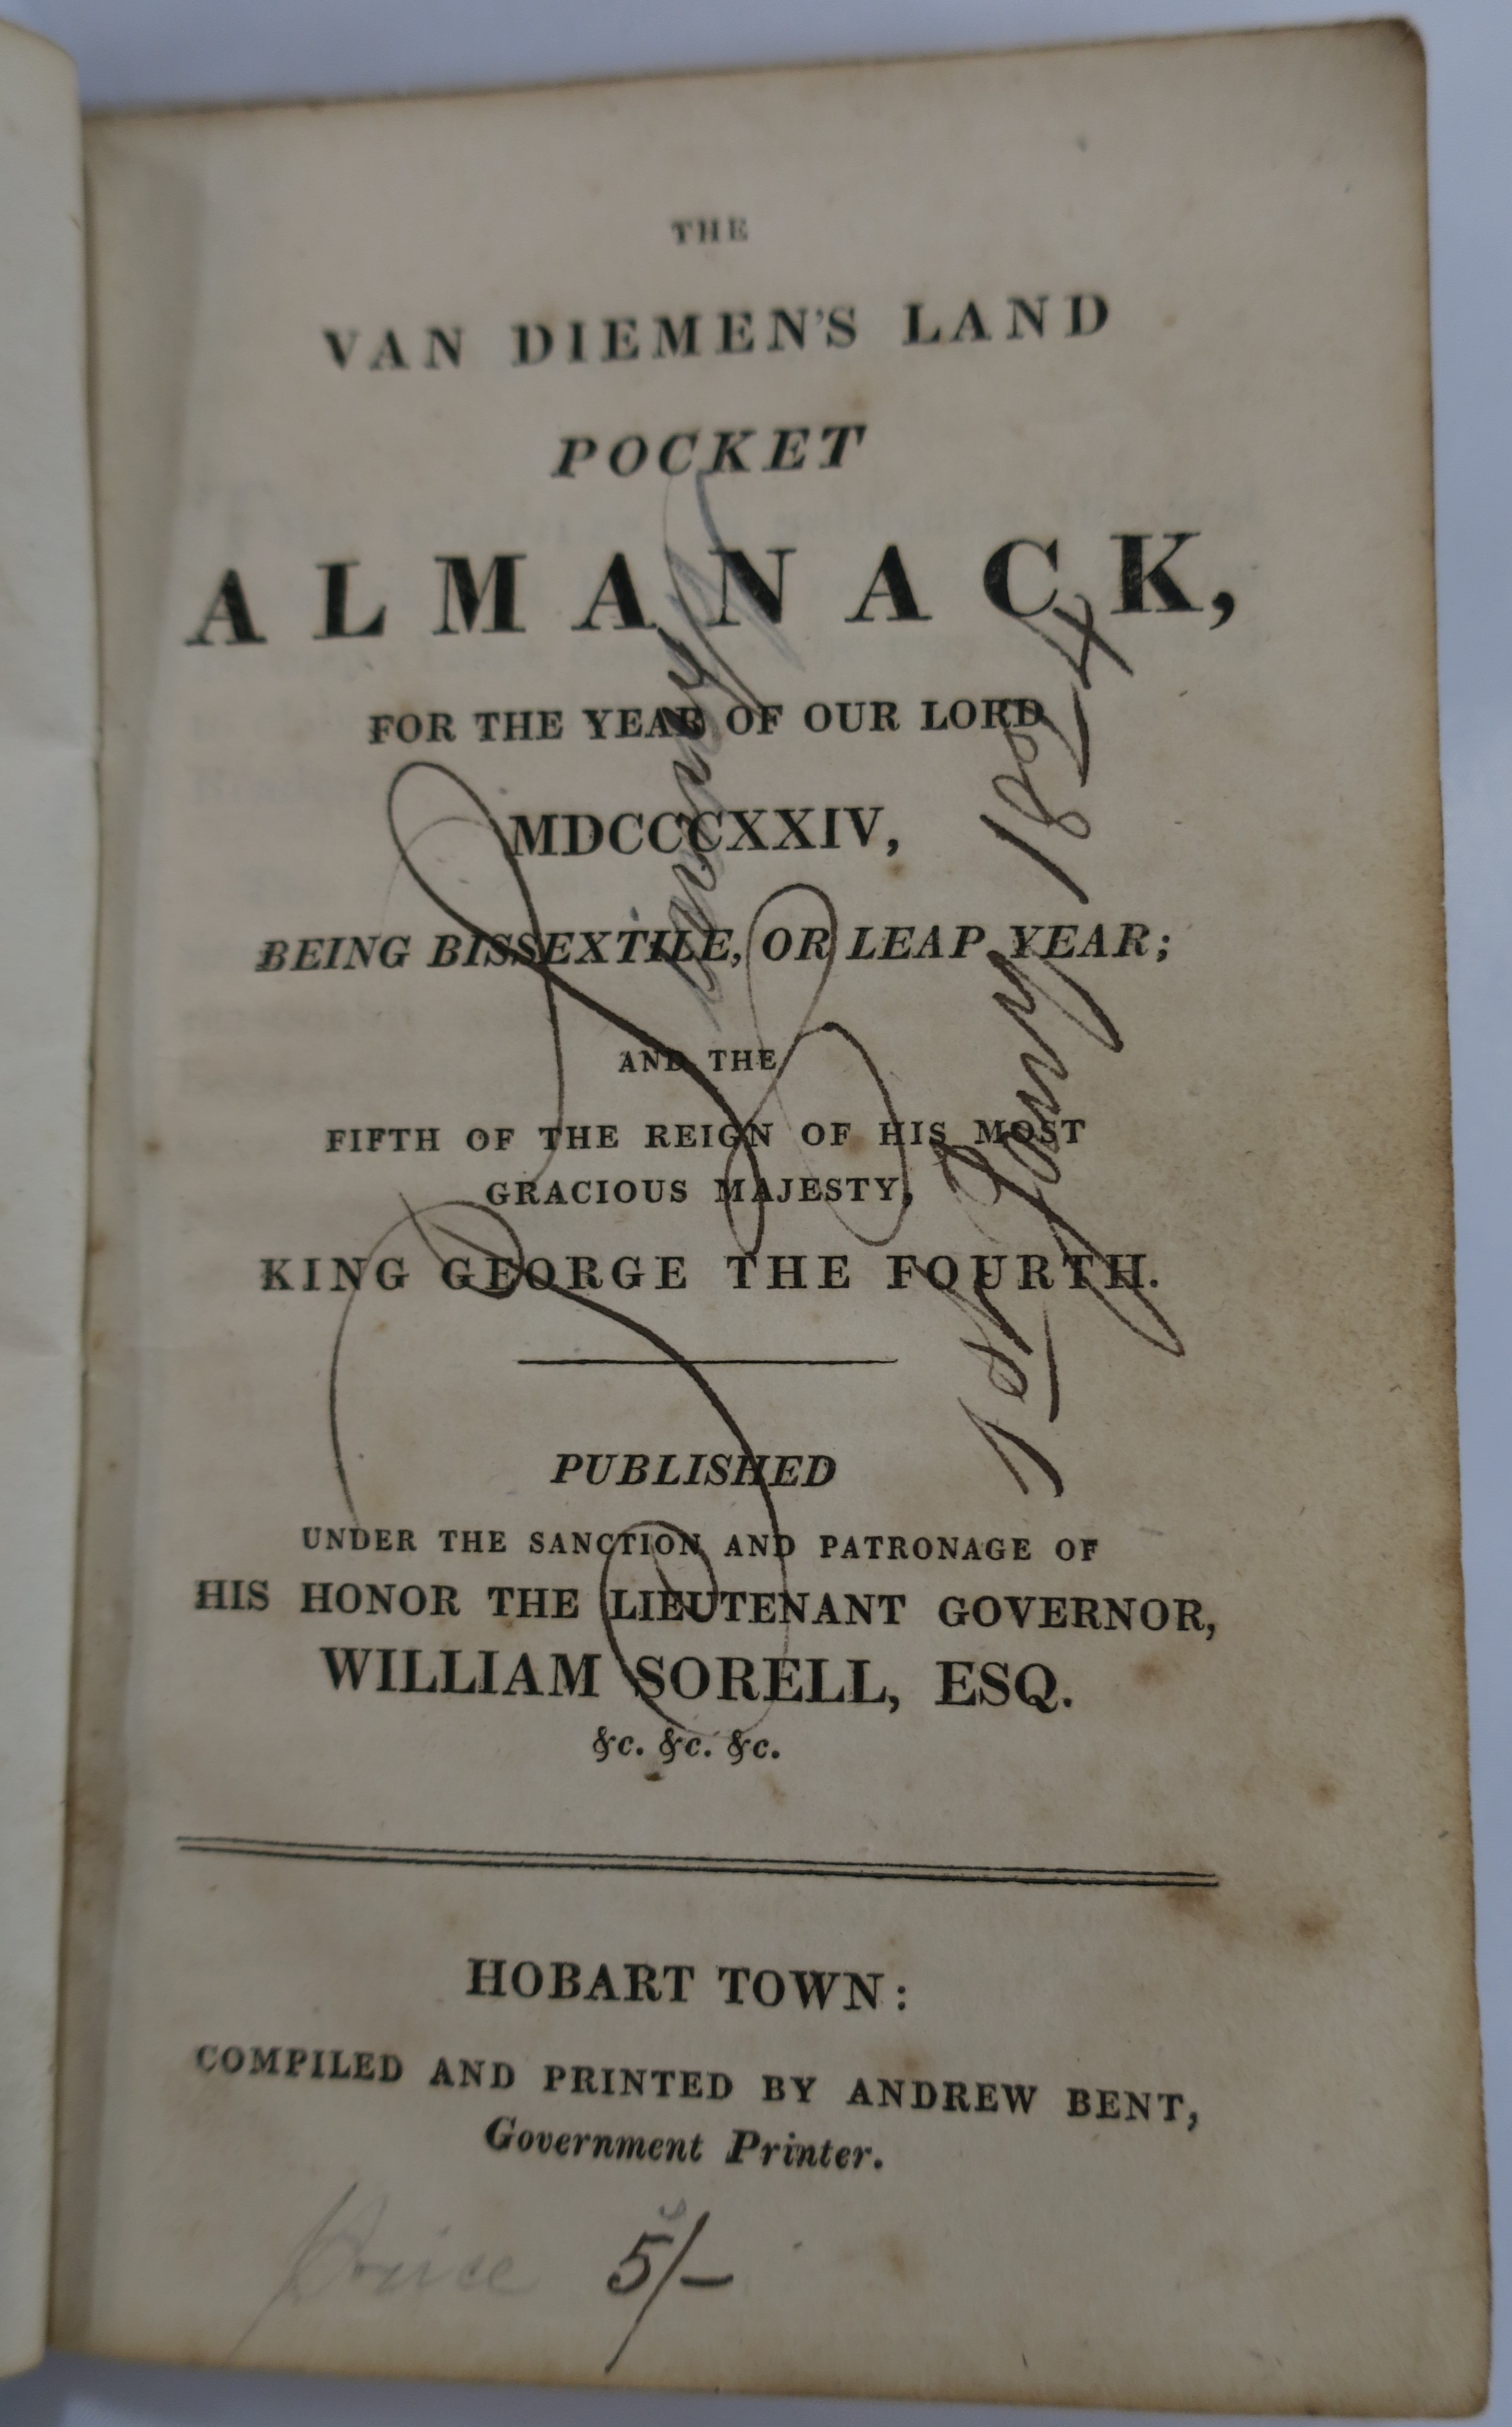 THE
VAN DIEMEN'S LAND
POCKET
ALMANACK,
FOR THE YEAR OF OUR LORD
MDCCCXXIV,
BEING BISSEXTILE, OR LEAP YEAR;
AND THE
FIFTH OF THE REIGN OF HIS MOST
GRACIOUS MAJESTY,
KING GEORGE THE FOURTH.
PUBLISHED
UNDER THE SANCTION AND PATRONAGE OF
HIS HONOR THE LIEUTENANT GOVERNOR,
WILLIAM SORELL, ESQ.
&c. &c. &c.
HOBART TOWN:
COMPILED AND PRINTED BY ANDREW BENT,
Government Printer.
Price 5/-
1st Jany 1824